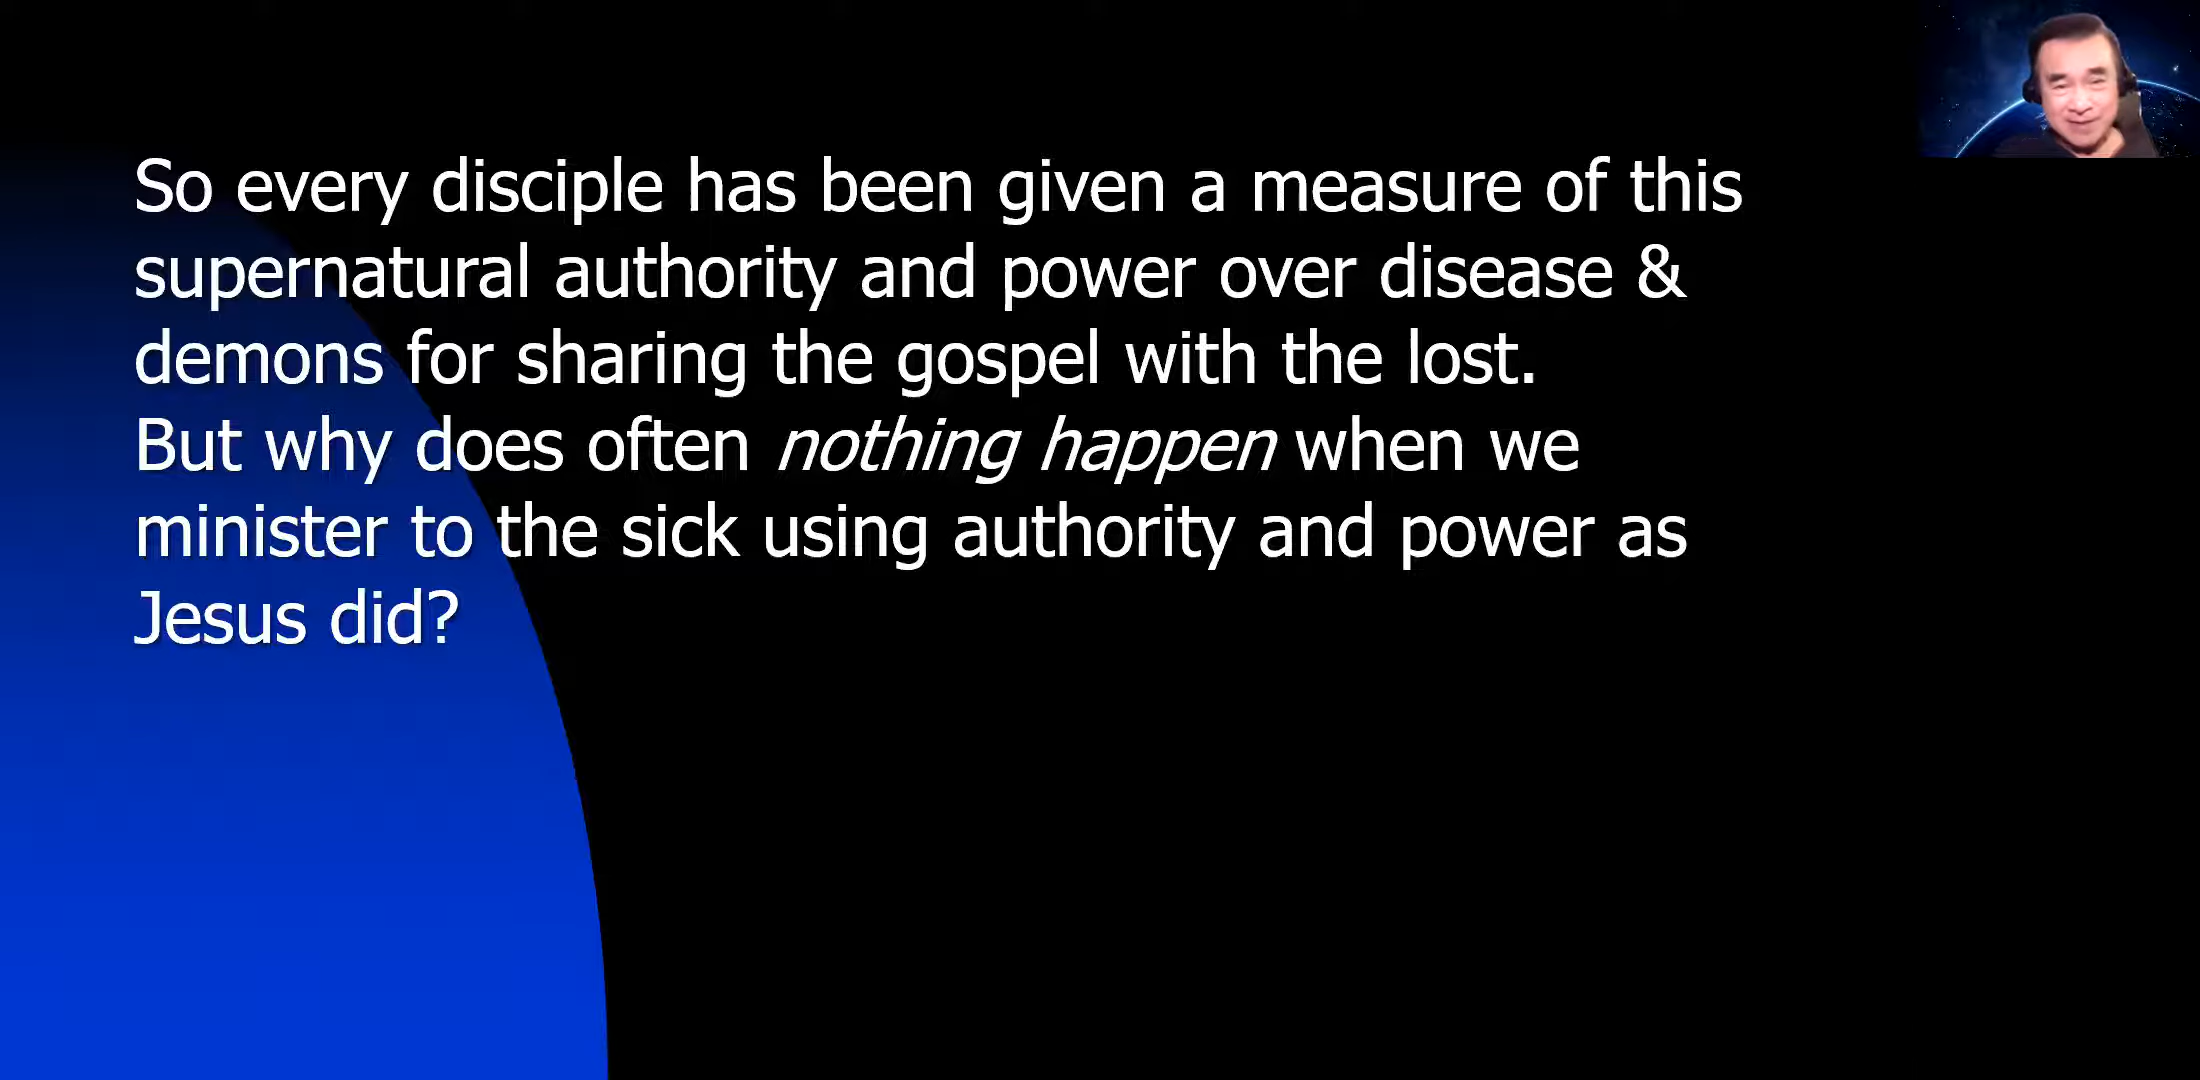 So every disciple has been given a measure of this
supernatural authority and power over disease &
demons for sharing the gospel with the lost.
But why does often nothing happen when we
minister to the sick using authority and power as
Jesus did?